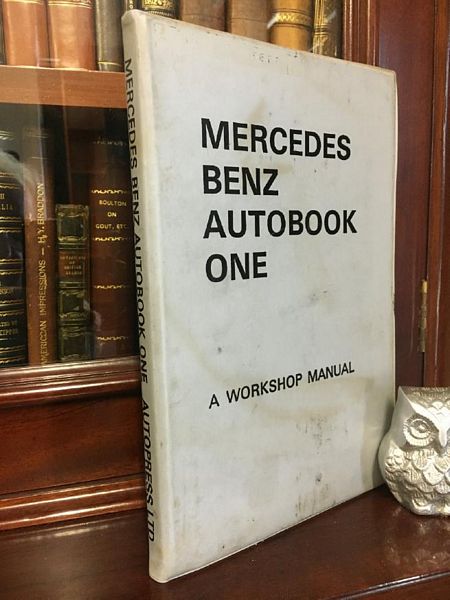 MERCEDES
BENZ
AUTOBOOK
ONE
A WORKSHOP MANUAL
MERCEDES BENZ AUTOBOOK ONE AUTOPRESS LTD
AMERICAN IMPRESSIONS — H.Y. BRADDON
BOULTON
ON
GOUT, ETC.